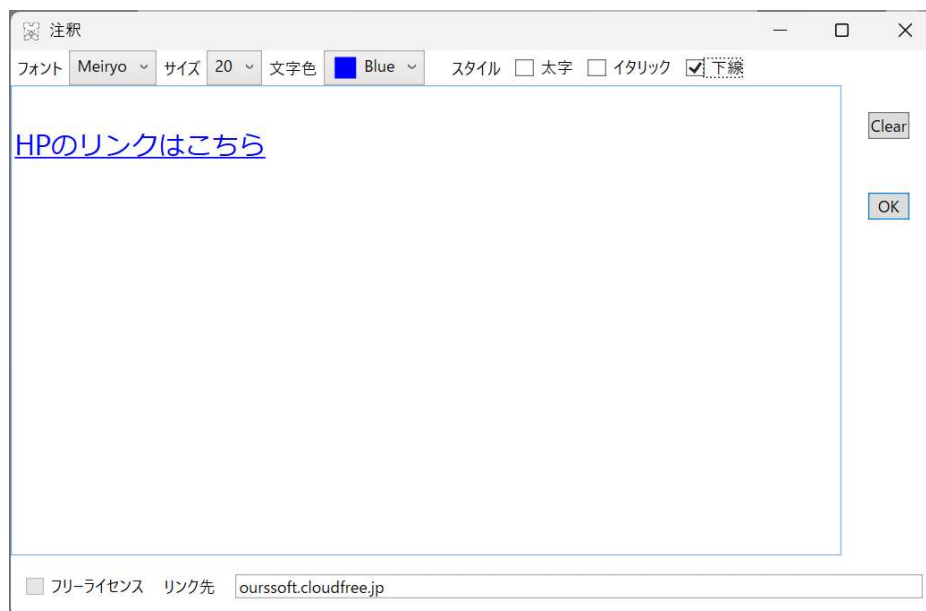 注釈
フォント Meiryo サイズ 20 文字色 Blue スタイル 太字 イタリック 下線
Clear
HPのリンクはこちら
OK
フリーライセンス リンク先 ourssoft.cloudfree.jp